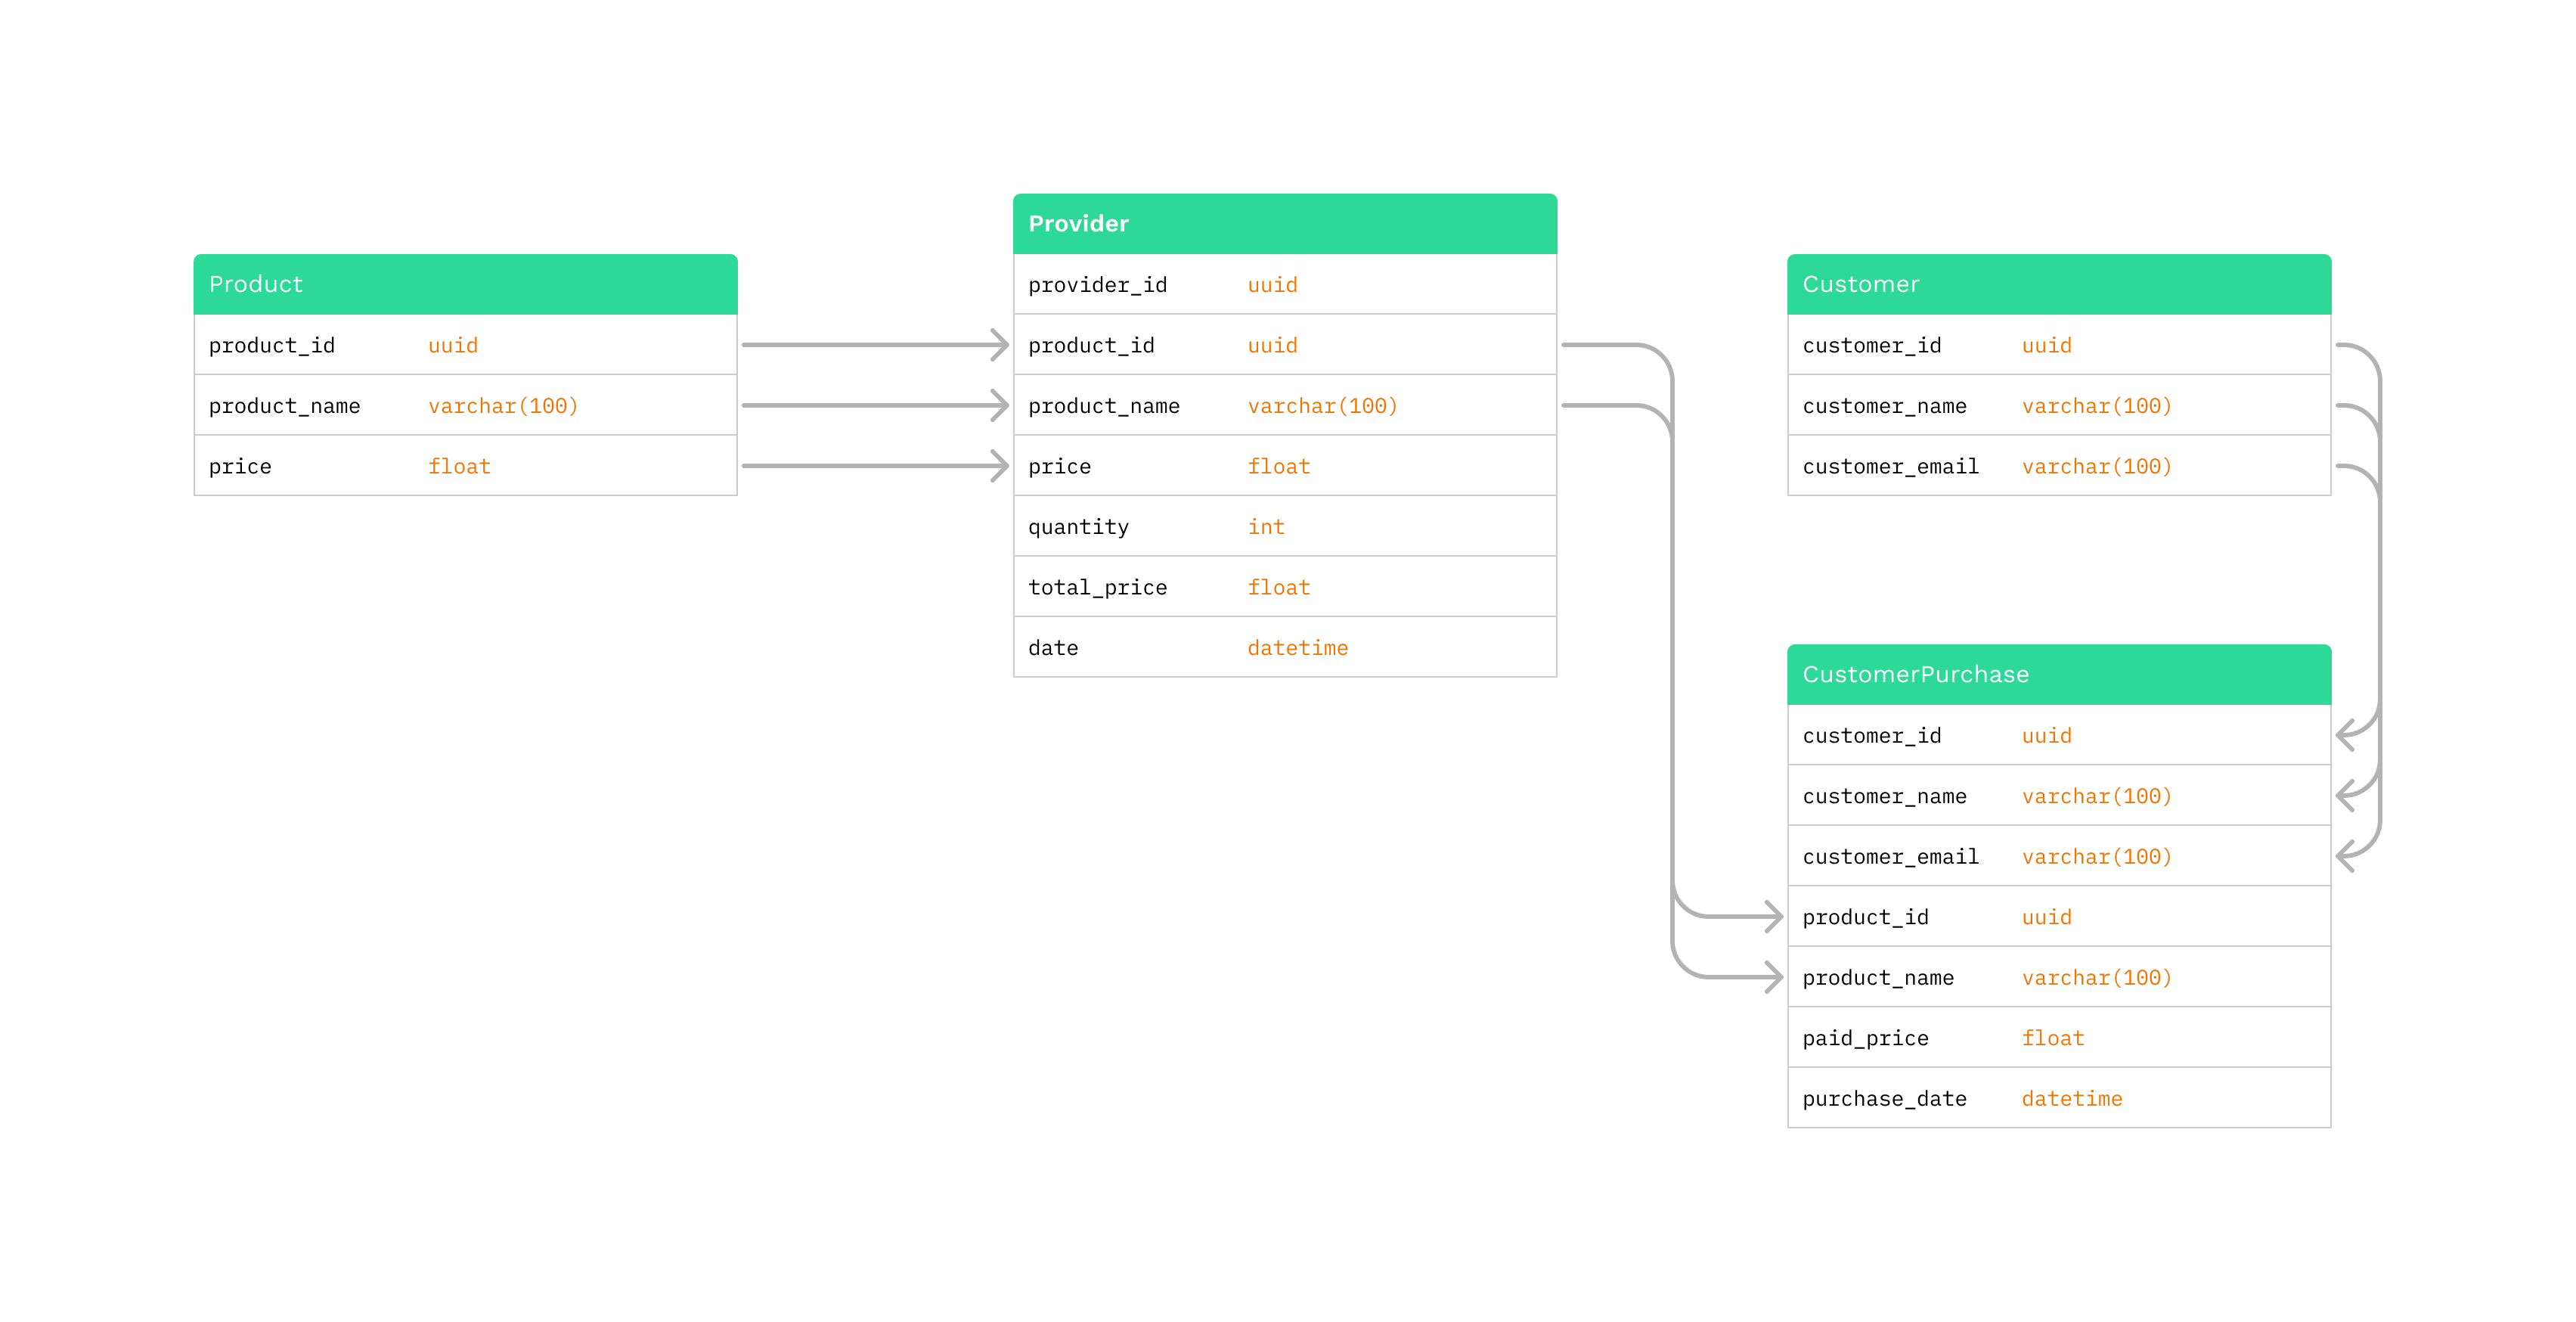 Product
product_id uuid
product_name varchar(100)
price float
Provider
provider_id uuid
product_id uuid
product_name varchar(100)
price float
quantity int
total_price float
date datetime
Customer
customer_id uuid
customer_name varchar(100)
customer_email varchar(100)
CustomerPurchase
customer_id uuid
customer_name varchar(100)
customer_email varchar(100)
product_id uuid
product_name varchar(100)
paid_price float
purchase_date datetime